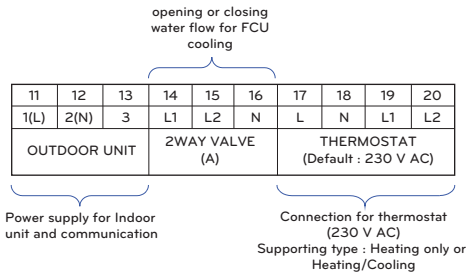 opening or closing
water flow for FCU
cooling
11 12 13 14 15 16 17 18 19 20
1(L) 2(N) 3 L1 L2 N L N L1 L2
OUTDOOR UNIT
2WAY VALVE
(A)
THERMOSTAT
(Default : 230 V AC)
Power supply for Indoor
unit and communication
Connection for thermostat
(230 V AC)
Supporting type : Heating only or
Heating/Cooling